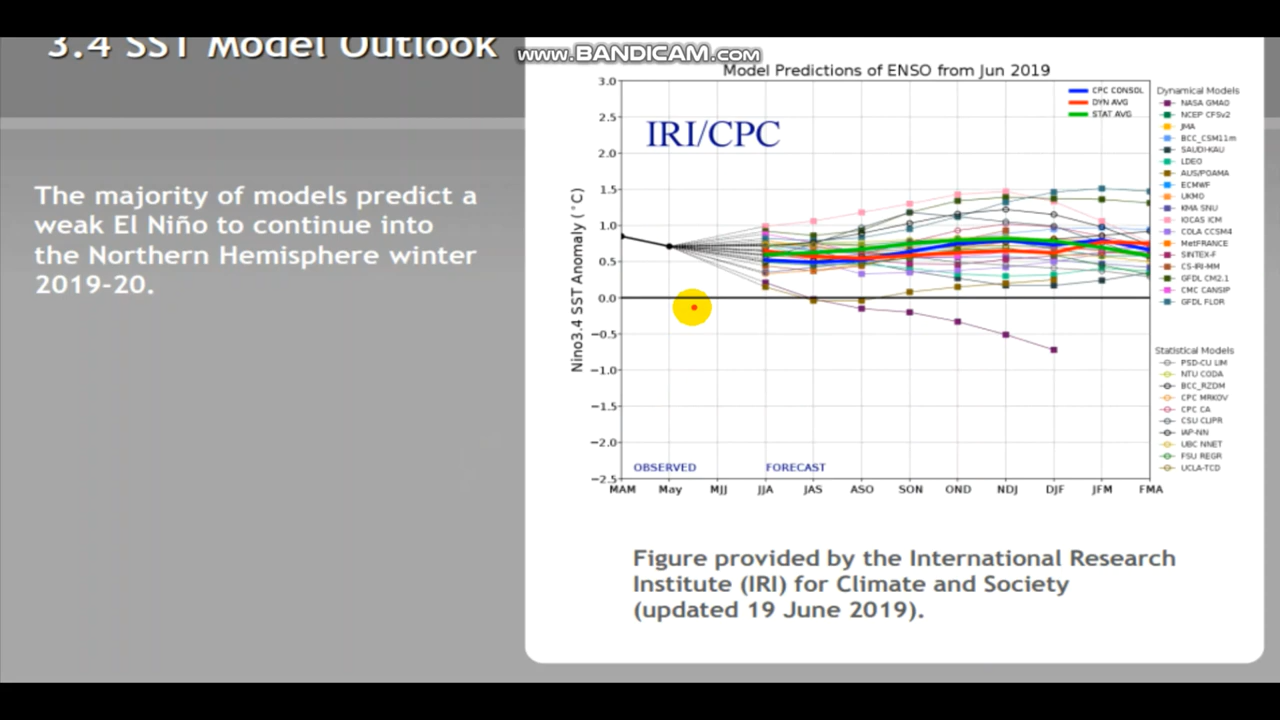 3.4 SST Model Outlook
www.BANDICAM.com
The majority of models predict a
weak El Niño to continue into
the Northern Hemisphere winter
2019-20.
Model Predictions of ENSO from Jun 2019
IRI/CPC
CPC CONSOL
DYN AVG
STAT AVG
Nino3.4 SST Anomaly (°C)
3.0
2.5
2.0
1.5
1.0
0.5
0.0
−0.5
−1.0
−1.5
−2.0
−2.5
OBSERVED FORECAST
MAM May MJJ JJA JAS ASO SON OND NDJ DJF JFM FMA
Dynamical Models
NASA GMAO
NCEP CFSv2
JMA
BCC_CSM11m
SAUDI-KAU
LDEO
AUS/POAMA
ECMWF
UKMO
KMA SNU
IOCAS ICM
COLA CCSM4
MetFRANCE
SINTEX-F
CS-IRI-MM
GFDL CM2.1
CMC CANSIP
GFDL FLOR
Statistical Models
PSD-CU LIM
NTU CODA
BCC_RZDM
CPC MRKOV
CPC CA
CSU CLIPR
IAP-NN
UBC NNET
FSU REGR
UCLA-TCD
Figure provided by the International Research
Institute (IRI) for Climate and Society
(updated 19 June 2019).